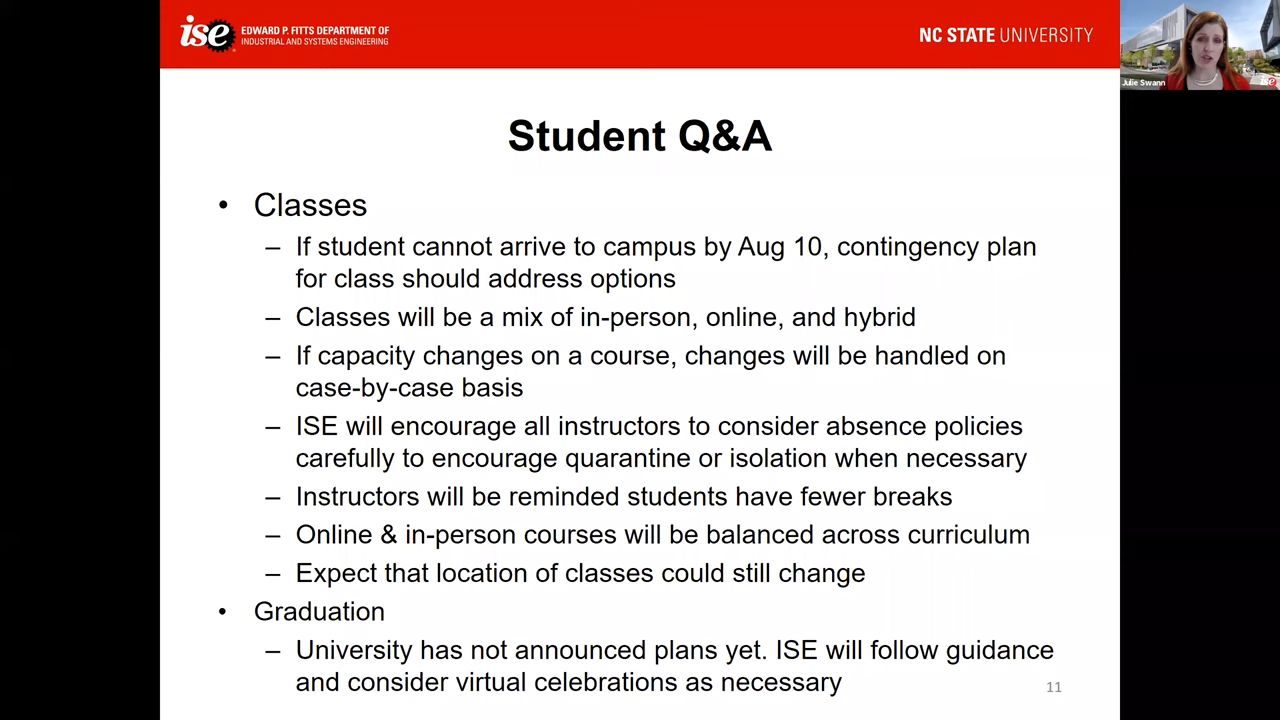 ise
EDWARD P. FITTS DEPARTMENT OF
INDUSTRIAL AND SYSTEMS ENGINEERING
NC STATE UNIVERSITY
Julie Swann
ise
Student Q&A
• Classes
– If student cannot arrive to campus by Aug 10, contingency plan
for class should address options
– Classes will be a mix of in-person, online, and hybrid
– If capacity changes on a course, changes will be handled on
case-by-case basis
– ISE will encourage all instructors to consider absence policies
carefully to encourage quarantine or isolation when necessary
– Instructors will be reminded students have fewer breaks
– Online & in-person courses will be balanced across curriculum
– Expect that location of classes could still change
• Graduation
– University has not announced plans yet. ISE will follow guidance
and consider virtual celebrations as necessary
11